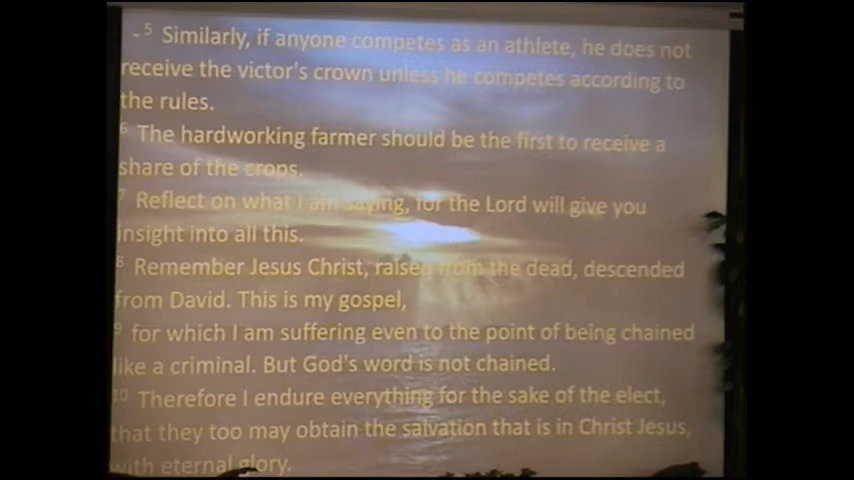 5 Similarly, if anyone competes as an athlete, he does not
receive the victor's crown unless he competes according to
the rules.
6 The hardworking farmer should be the first to receive a
share of the crops.
7 Reflect on what I am saying, for the Lord will give you
insight into all this.
8 Remember Jesus Christ, raised from the dead, descended
from David. This is my gospel,
9 for which I am suffering even to the point of being chained
like a criminal. But God's word is not chained.
10 Therefore I endure everything for the sake of the elect,
that they too may obtain the salvation that is in Christ Jesus,
with eternal glory.